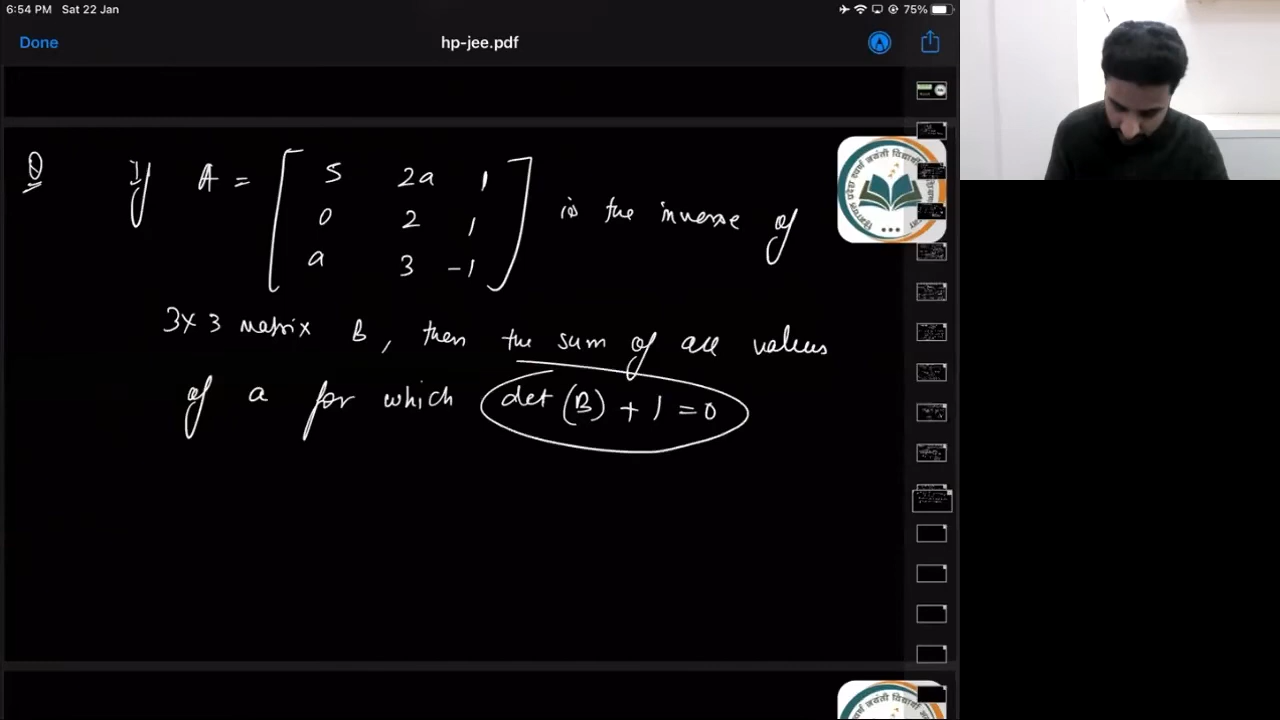 6:54 PM Sat 22 Jan
75%
Done
hp-jee.pdf
Q If A = [ 5 2a 1
0 2 1
a 3 -1 ] is the inverse of
3x3 matrix B, then the sum of all values
of a for which det (B) + 1 = 0